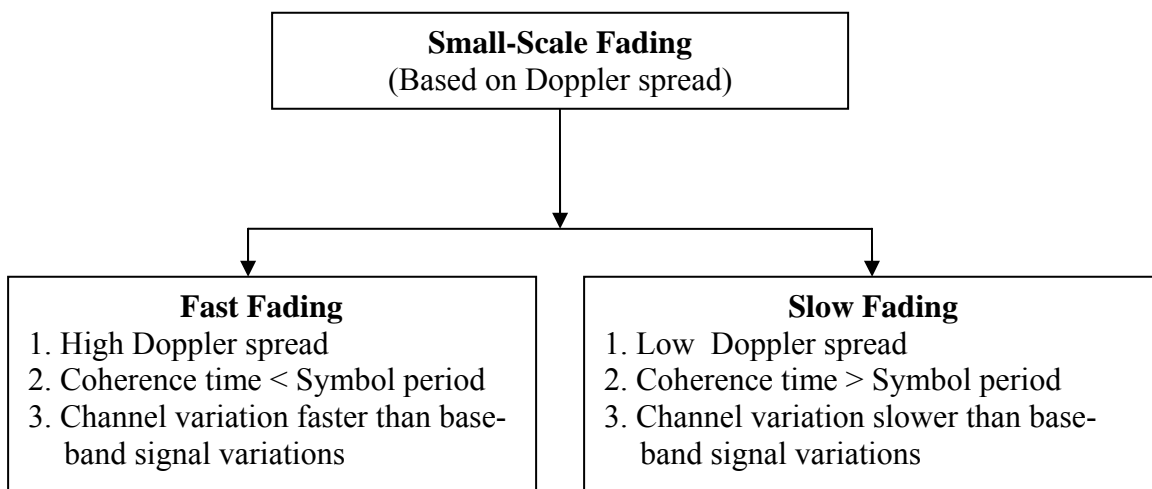 Small-Scale Fading
(Based on Doppler spread)
Fast Fading
1. High Doppler spread
2. Coherence time < Symbol period
3. Channel variation faster than base-
band signal variations
Slow Fading
1. Low Doppler spread
2. Coherence time > Symbol period
3. Channel variation slower than base-
band signal variations